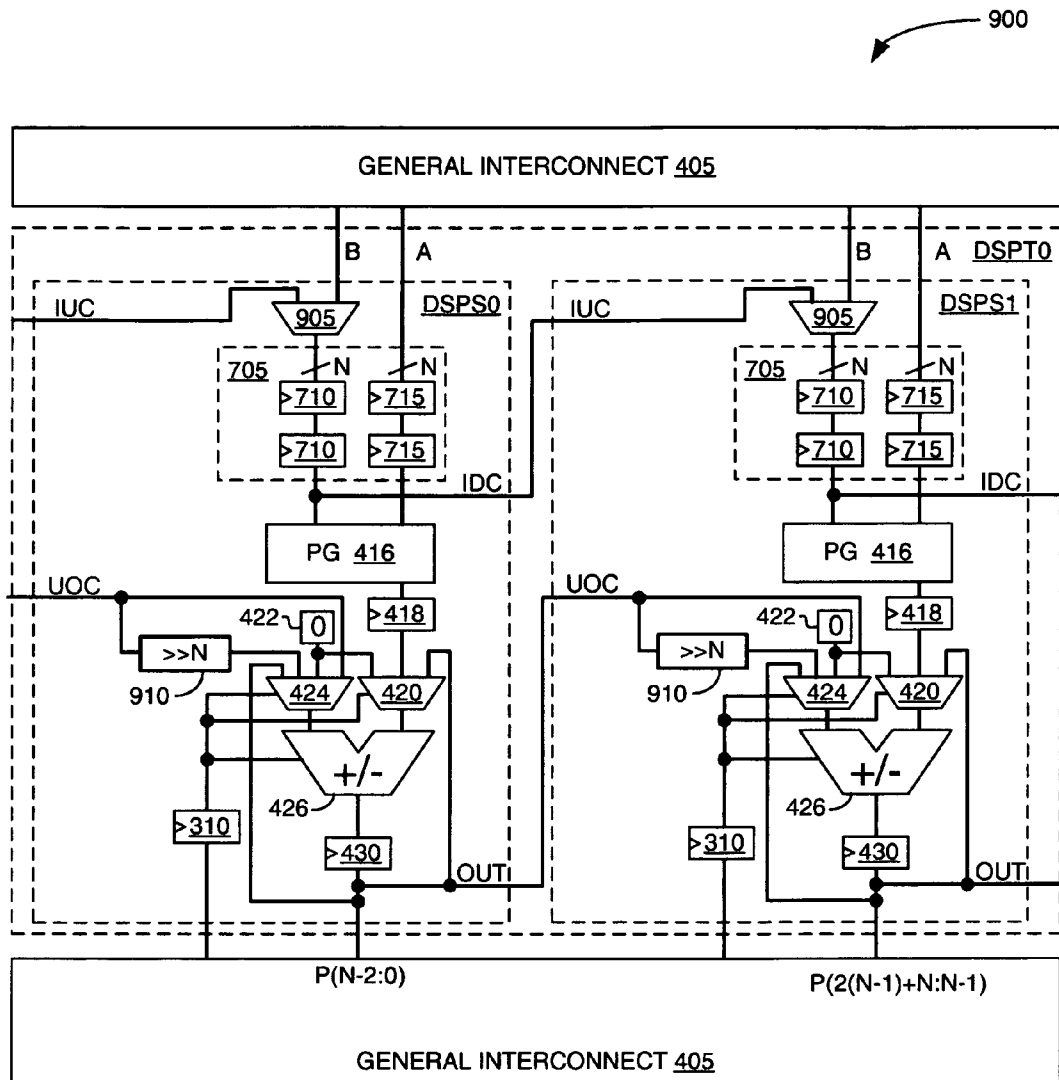 900
GENERAL INTERCONNECT 405
B A B A DSPT0
IUC DSPS0 IUC DSPS1
905 905
705 N N 705 N N
>710 >715 >710 >715
>710 >715 >710 >715
IDC IDC
PG 416 PG 416
UOC UOC
422 0 >418 422 0 >418
>>N >>N
910 424 420 910 424 420
+/- +/-
426 426
>310 >430 >310 >430
OUT OUT
P(N-2:0) P(2(N-1)+N:N-1)
GENERAL INTERCONNECT 405